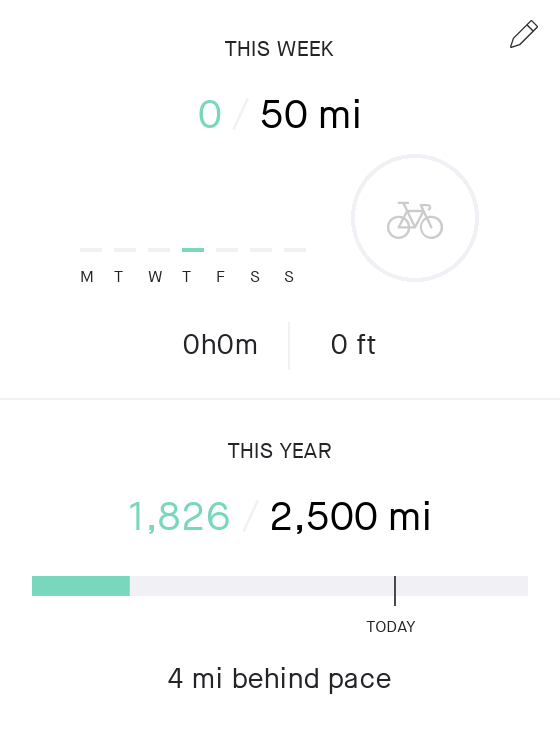 THIS WEEK
0 / 50 mi
M T W T F S S
0h0m 0 ft
THIS YEAR
1,826 / 2,500 mi
TODAY
4 mi behind pace